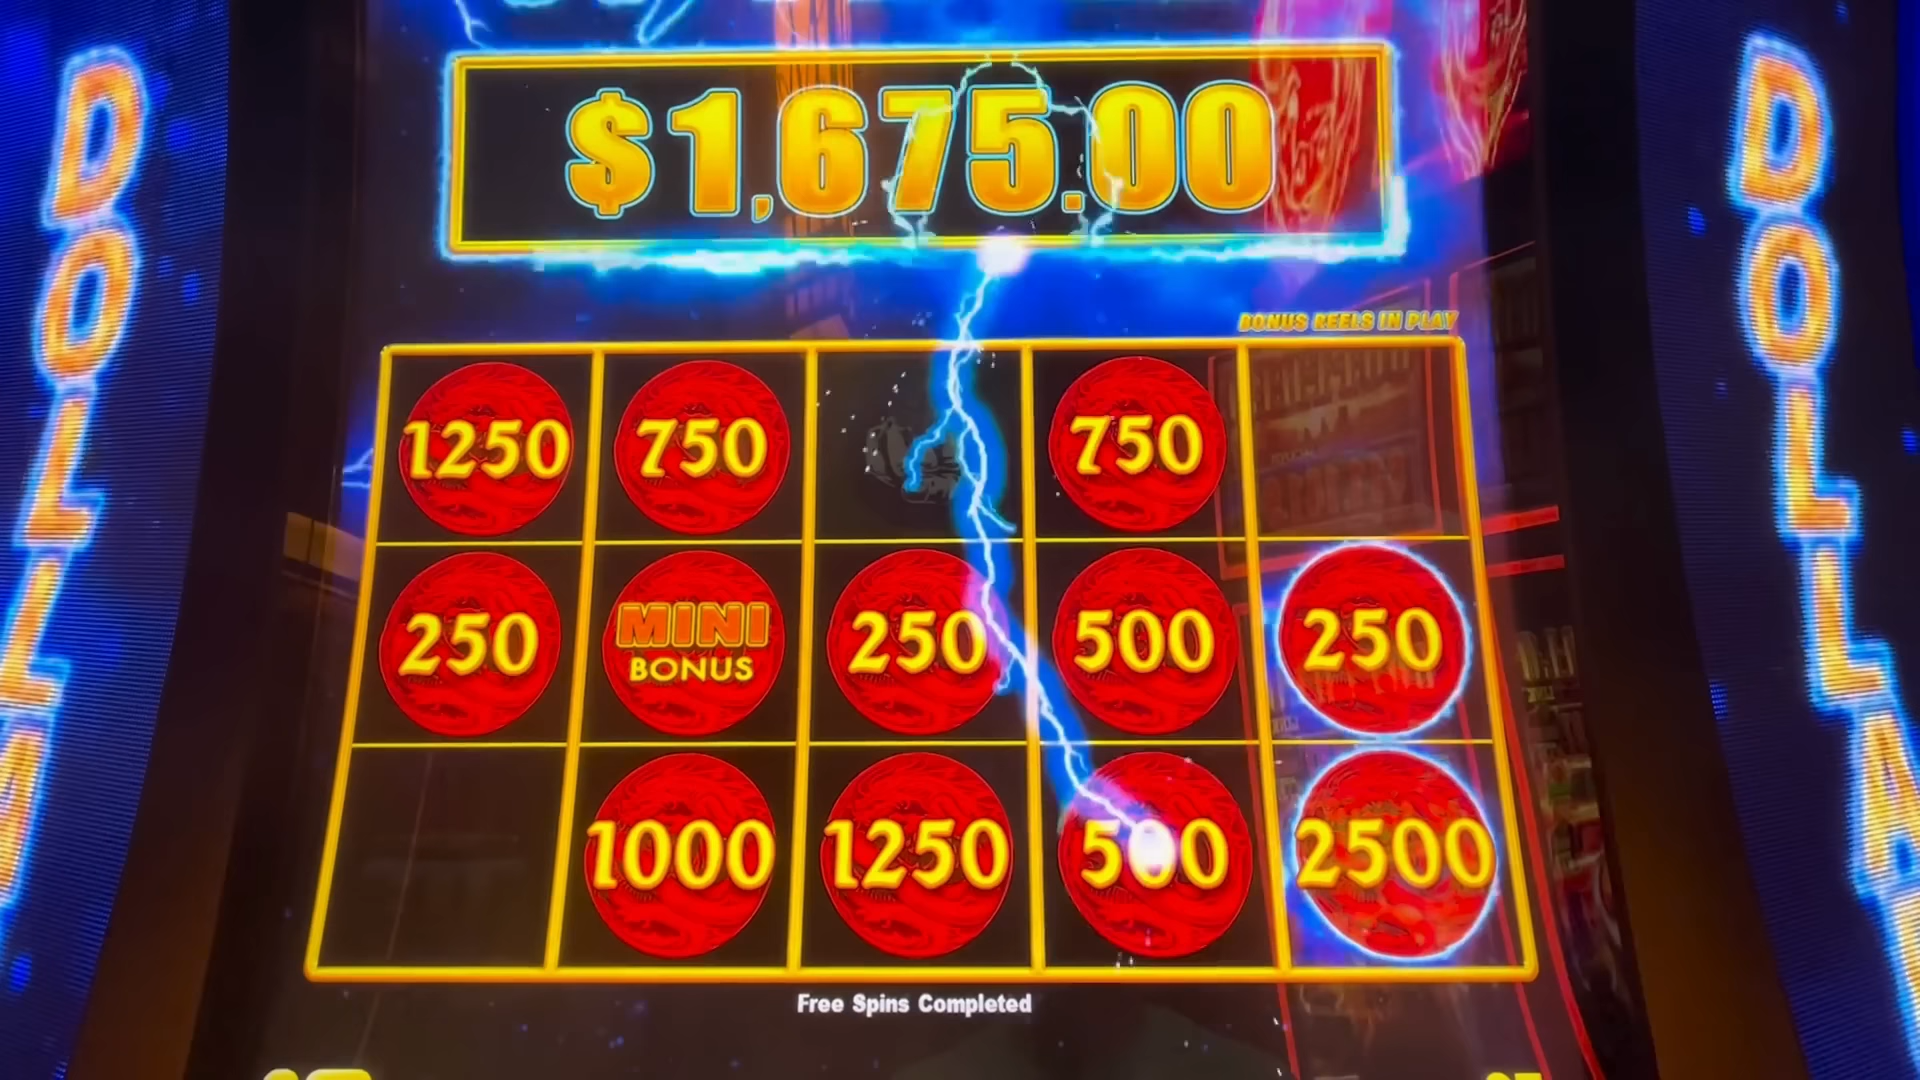 $1,675.00
BONUS REELS IN PLAY
1250 750 750
250 MINI BONUS 250 500 250
1000 1250 500 2500
Free Spins Completed
DOLLA
DOLLA